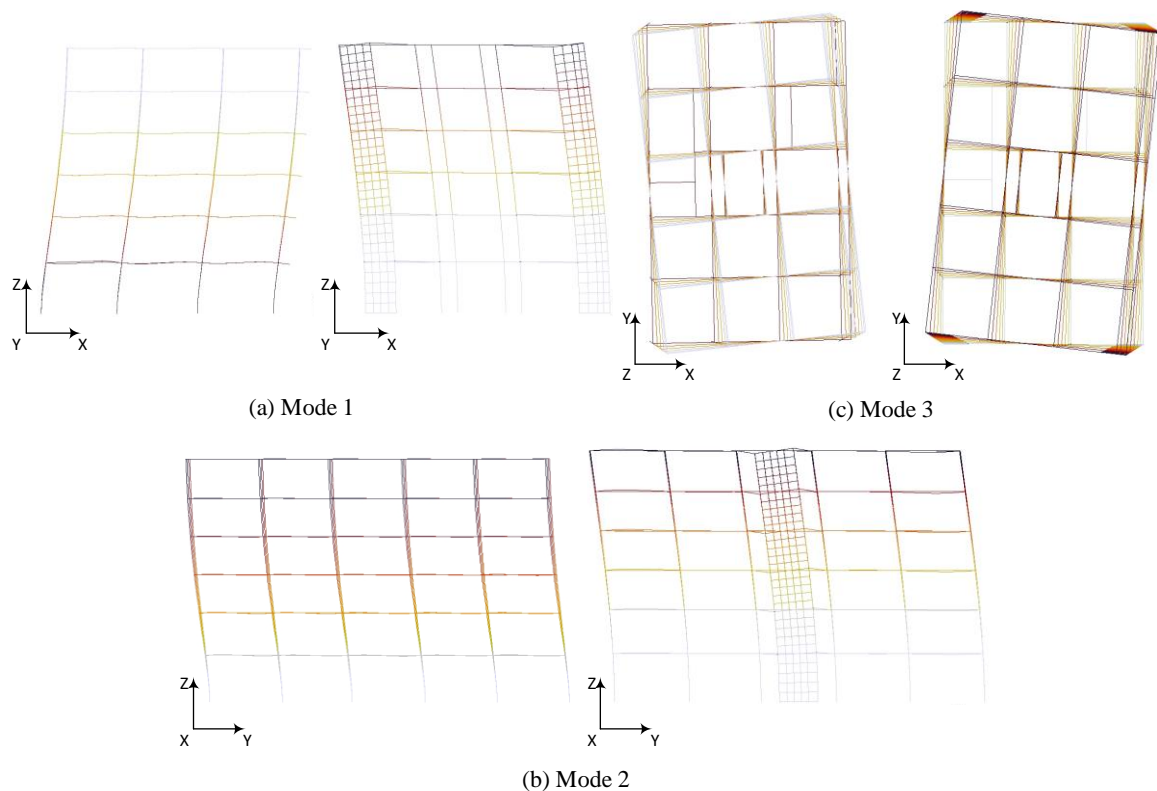 Z
Y X
Z
Y X
(a) Mode 1
Y
Z X
Y
Z X
(c) Mode 3
Z
X Y
Z
X Y
(b) Mode 2